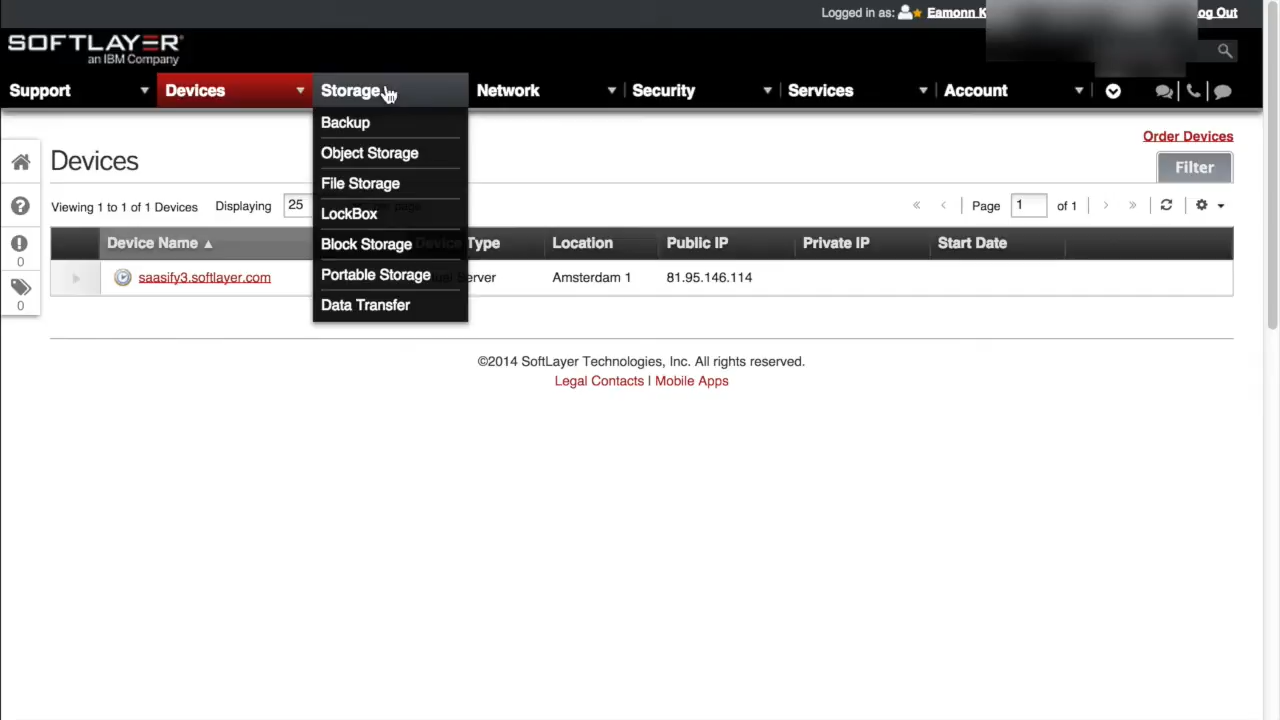 Logged in as: Eamonn K
og Out
SOFTLAYER
an IBM Company
Support Devices Storage Network Security Services Account
Backup
Object Storage
File Storage
LockBox
Block Storage
Portable Storage
Data Transfer
Order Devices
Devices
Filter
Viewing 1 to 1 of 1 Devices Displaying 25
Page 1 of 1
0
0
Device Name Type Location Public IP Private IP Start Date
saasify3.softlayer.com Server Amsterdam 1 81.95.146.114
©2014 SoftLayer Technologies, Inc. All rights reserved.
Legal Contacts | Mobile Apps